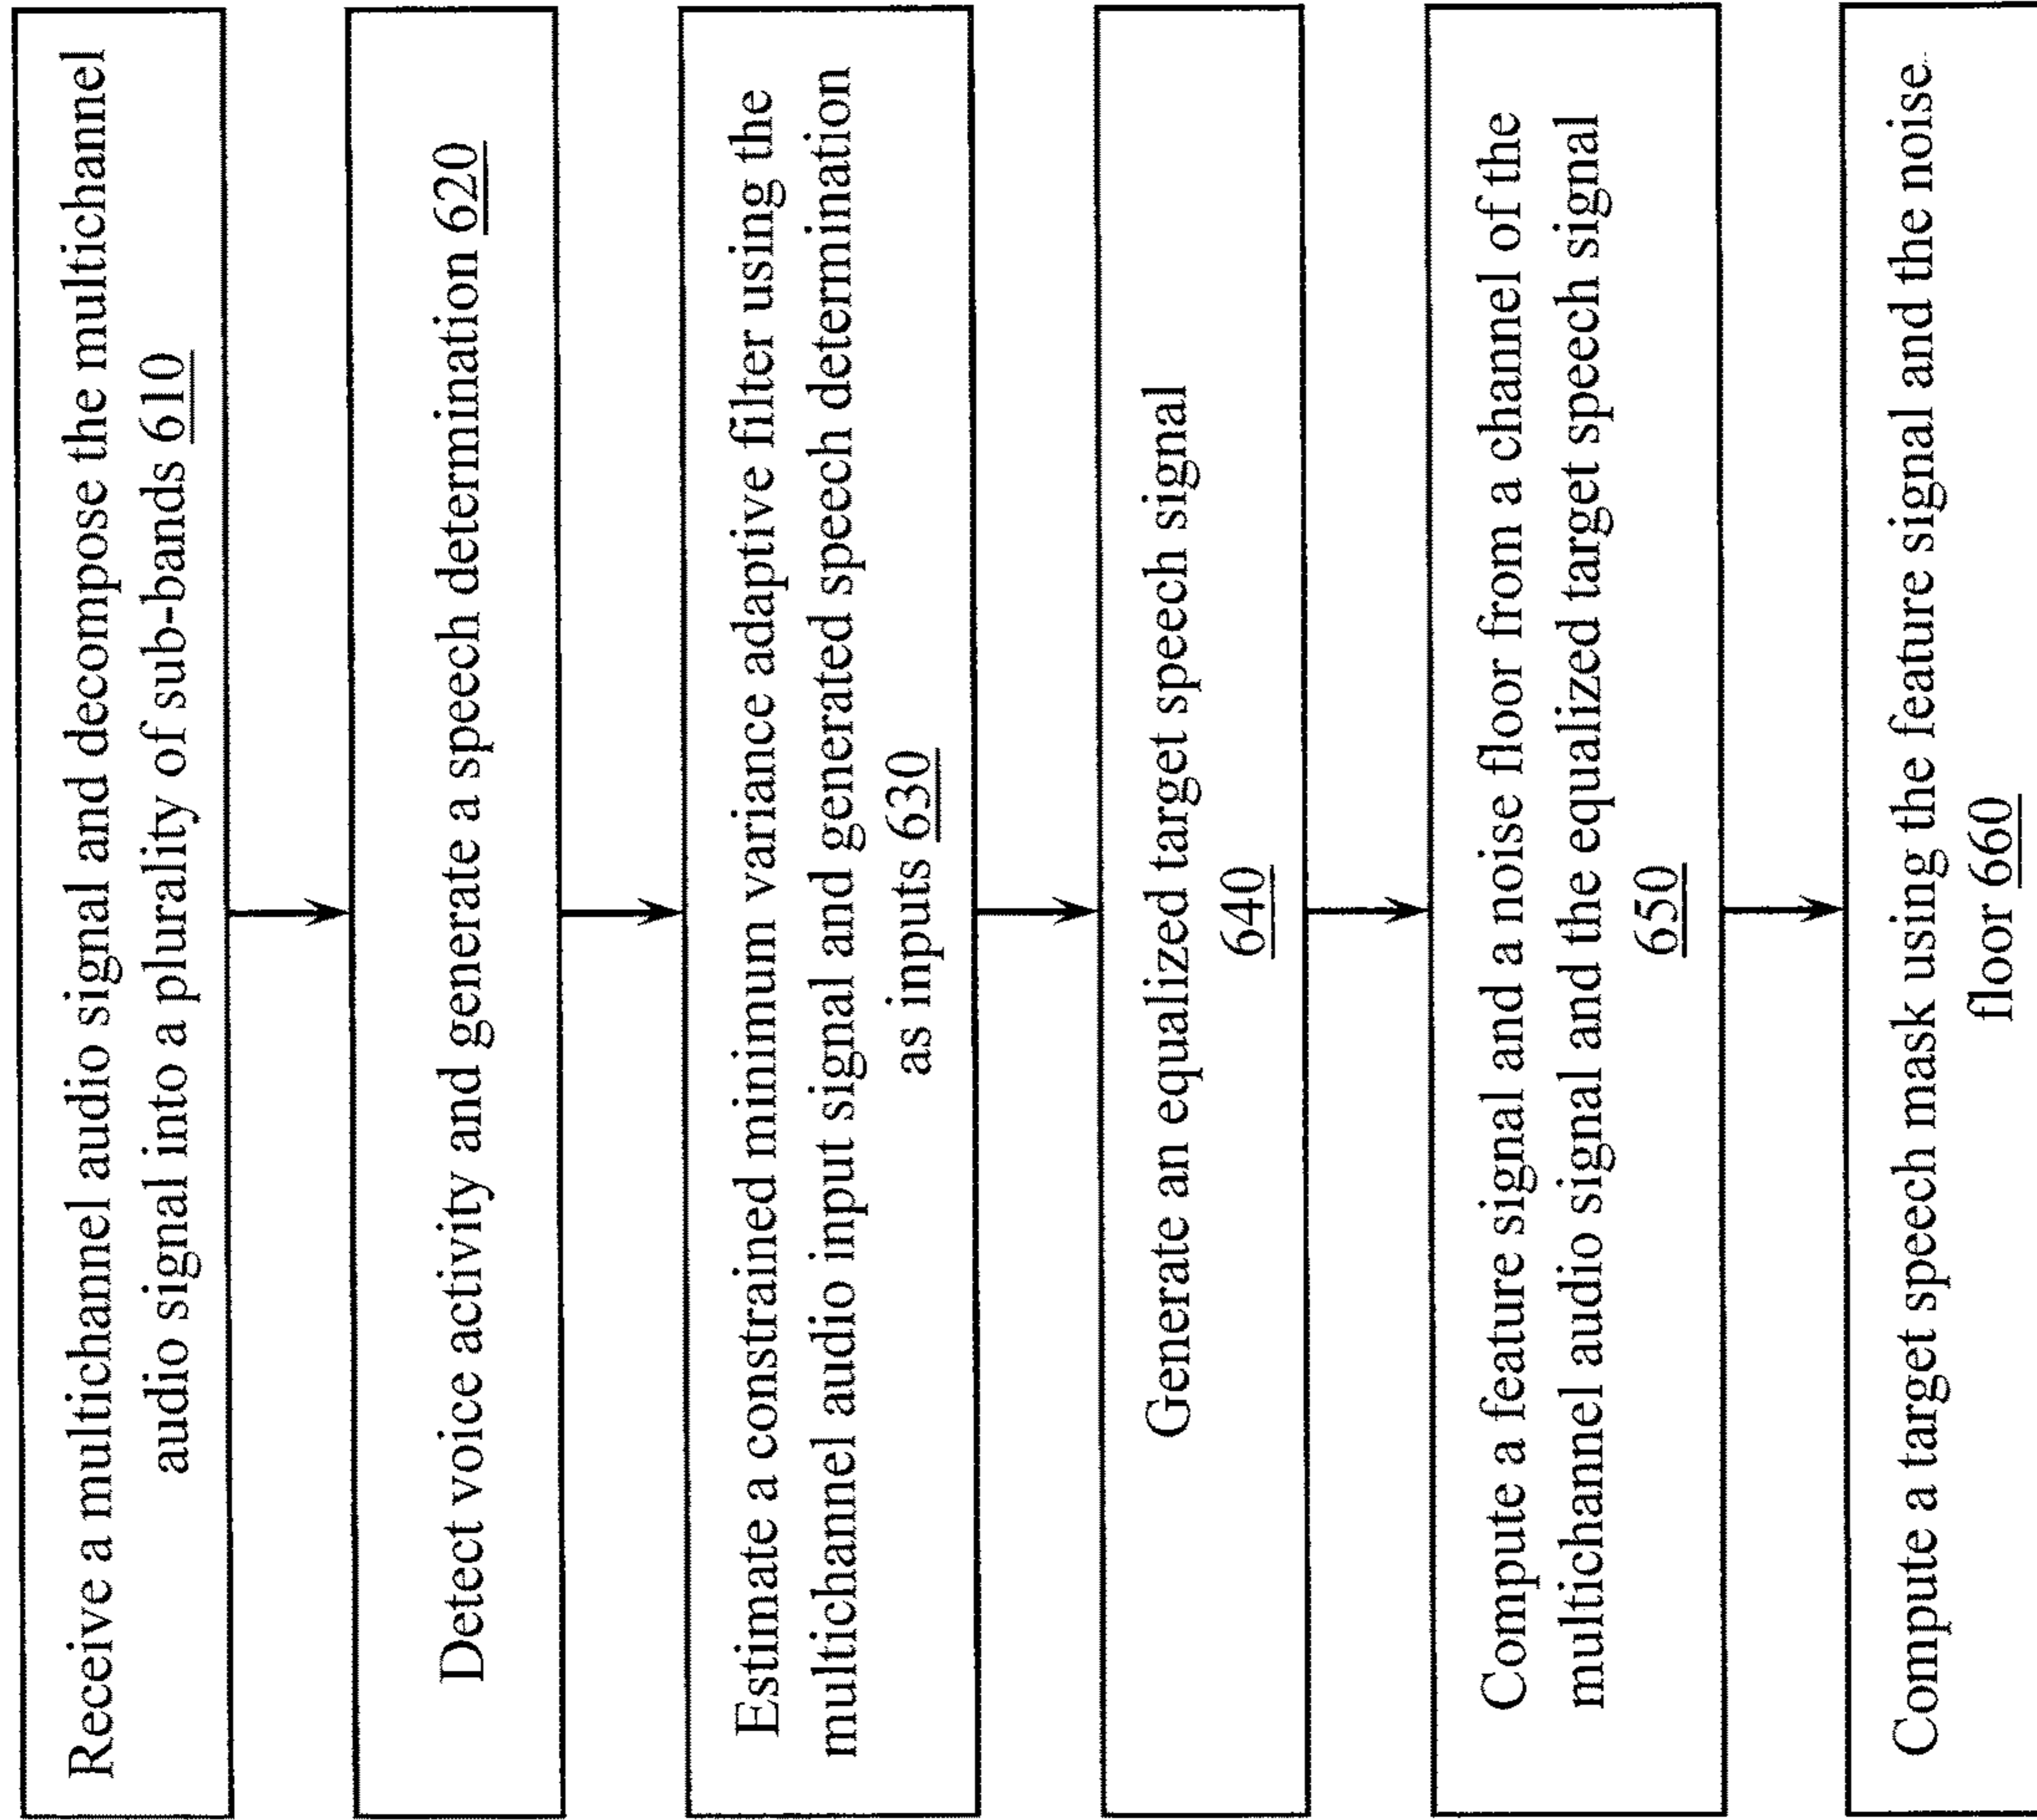 Receive a multichannel audio signal and decompose the multichannel
audio signal into a plurality of sub-bands 610
Detect voice activity and generate a speech determination 620
Estimate a constrained minimum variance adaptive filter using the
multichannel audio input signal and generated speech determination
as inputs 630
Generate an equalized target speech signal
640
Compute a feature signal and a noise floor from a channel of the
multichannel audio signal and the equalized target speech signal
650
Compute a target speech mask using the feature signal and the noise
floor 660